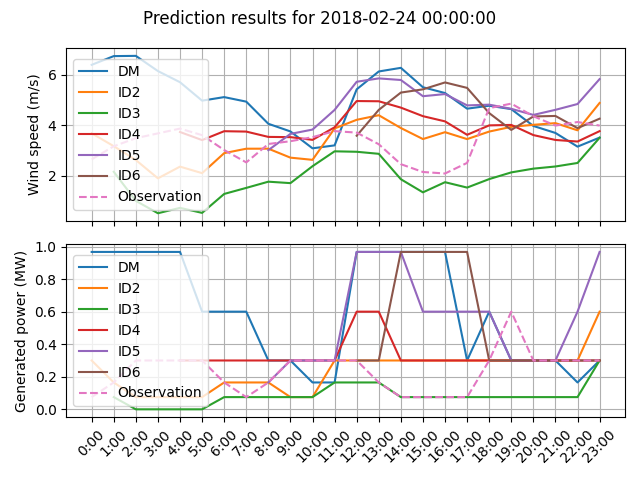 Prediction results for 2018-02-24 00:00:00
Wind speed (m/s)
6
4
2
DM
ID2
ID3
ID4
ID5
ID6
Observation
Generated power (MW)
1.0
0.8
0.6
0.4
0.2
0.0
DM
ID2
ID3
ID4
ID5
ID6
Observation
0:00 1:00 2:00 3:00 4:00 5:00 6:00 7:00 8:00 9:00 10:00 11:00 12:00 13:00 14:00 15:00 16:00 17:00 18:00 19:00 20:00 21:00 22:00 23:00